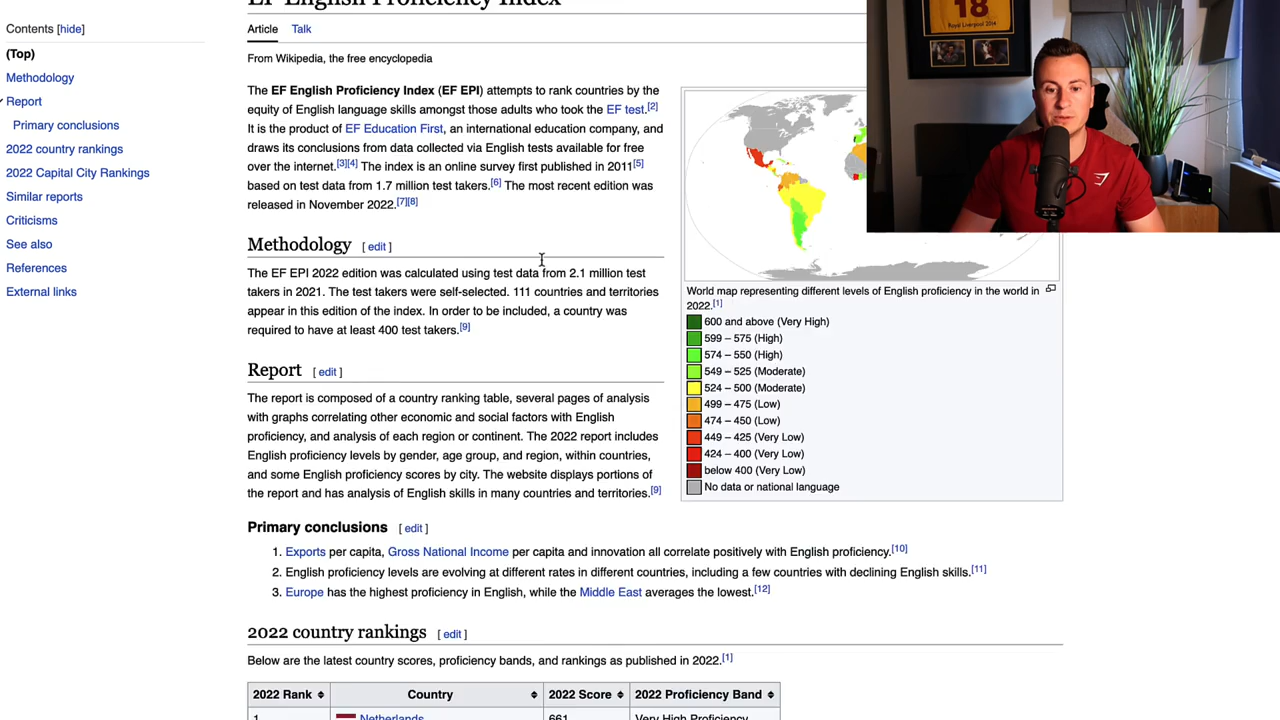 EF English Proficiency Index
Contents [hide]
(Top)
Methodology
Report
Primary conclusions
2022 country rankings
2022 Capital City Rankings
Similar reports
Criticisms
See also
References
External links
Article Talk
From Wikipedia, the free encyclopedia
The EF English Proficiency Index (EF EPI) attempts to rank countries by the
equity of English language skills amongst those adults who took the EF test.[2]
It is the product of EF Education First, an international education company, and
draws its conclusions from data collected via English tests available for free
over the internet.[3][4] The index is an online survey first published in 2011[5]
based on test data from 1.7 million test takers.[6] The most recent edition was
released in November 2022.[7][8]
Methodology [ edit ]
The EF EPI 2022 edition was calculated using test data from 2.1 million test
takers in 2021. The test takers were self-selected. 111 countries and territories
appear in this edition of the index. In order to be included, a country was
required to have at least 400 test takers.[9]
Report [ edit ]
The report is composed of a country ranking table, several pages of analysis
with graphs correlating other economic and social factors with English
proficiency, and analysis of each region or continent. The 2022 report includes
English proficiency levels by gender, age group, and region, within countries,
and some English proficiency scores by city. The website displays portions of
the report and has analysis of English skills in many countries and territories.[9]
World map representing different levels of English proficiency in the world in
2022.[1]
600 and above (Very High)
599 – 575 (High)
574 – 550 (High)
549 – 525 (Moderate)
524 – 500 (Moderate)
499 – 475 (Low)
474 – 450 (Low)
449 – 425 (Very Low)
424 – 400 (Very Low)
below 400 (Very Low)
No data or national language
Primary conclusions [ edit ]
1. Exports per capita, Gross National Income per capita and innovation all correlate positively with English proficiency.[10]
2. English proficiency levels are evolving at different rates in different countries, including a few countries with declining English skills.[11]
3. Europe has the highest proficiency in English, while the Middle East averages the lowest.[12]
2022 country rankings [ edit ]
Below are the latest country scores, proficiency bands, and rankings as published in 2022.[1]
2022 Rank Country 2022 Score 2022 Proficiency Band
1 Netherlands 661 Very High Proficiency
18
Royal Liverpool 2014